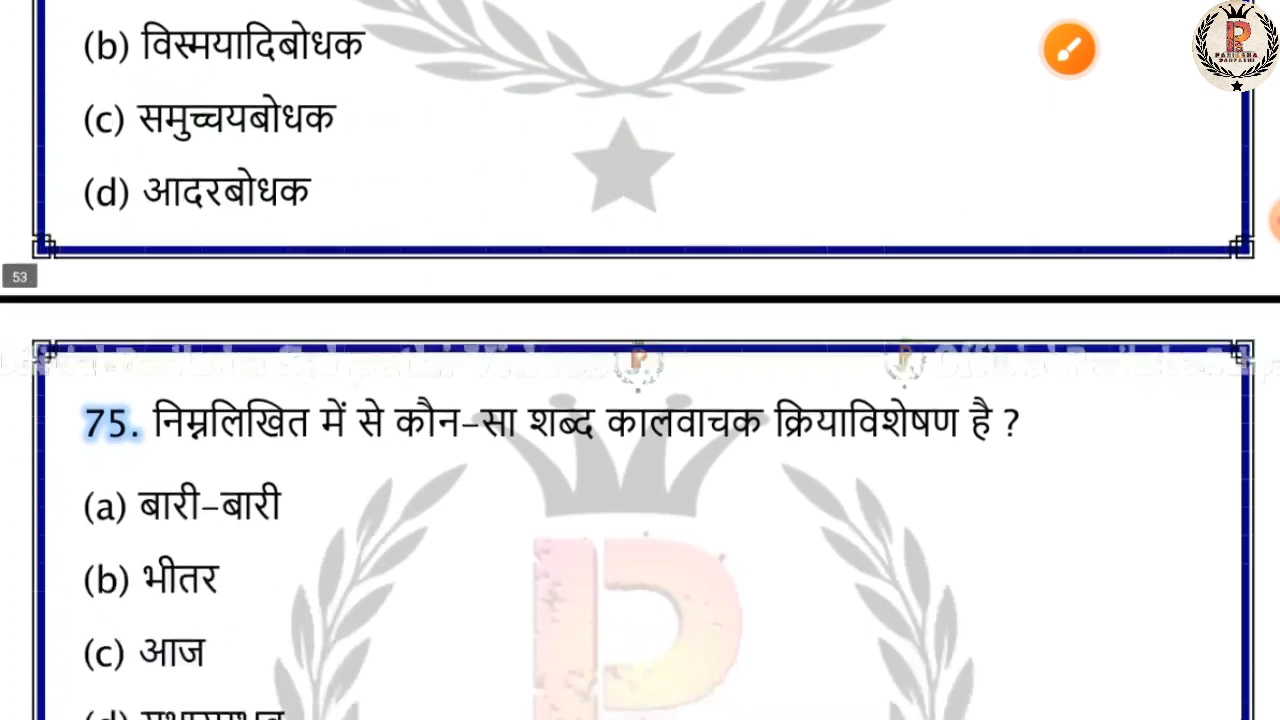 (b) विस्मयादिबोधक
(c) समुच्चयबोधक
(d) आदरबोधक
53
75. निम्नलिखित में से कौन-सा शब्द कालवाचक क्रियाविशेषण है ?
(a) बारी-बारी
(b) भीतर
(c) आज
(d)